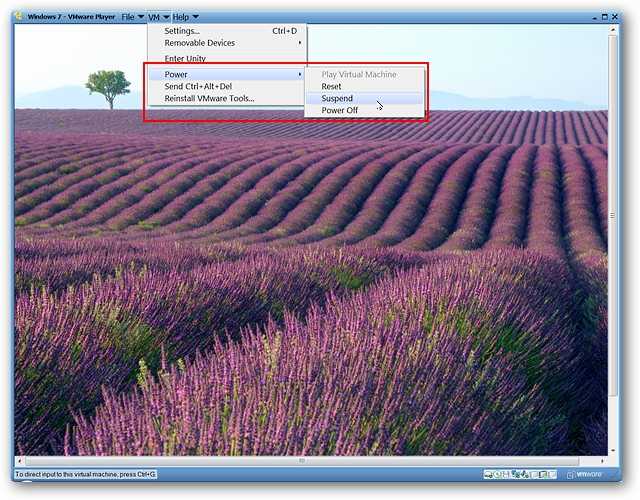 Windows 7 - VMware Player File VM Help
Settings... Ctrl+D
Removable Devices
Enter Unity
Power
Send Ctrl+Alt+Del
Reinstall VMware Tools...
Play Virtual Machine
Reset
Suspend
Power Off
To direct input to this virtual machine, press Ctrl+G.
vmware